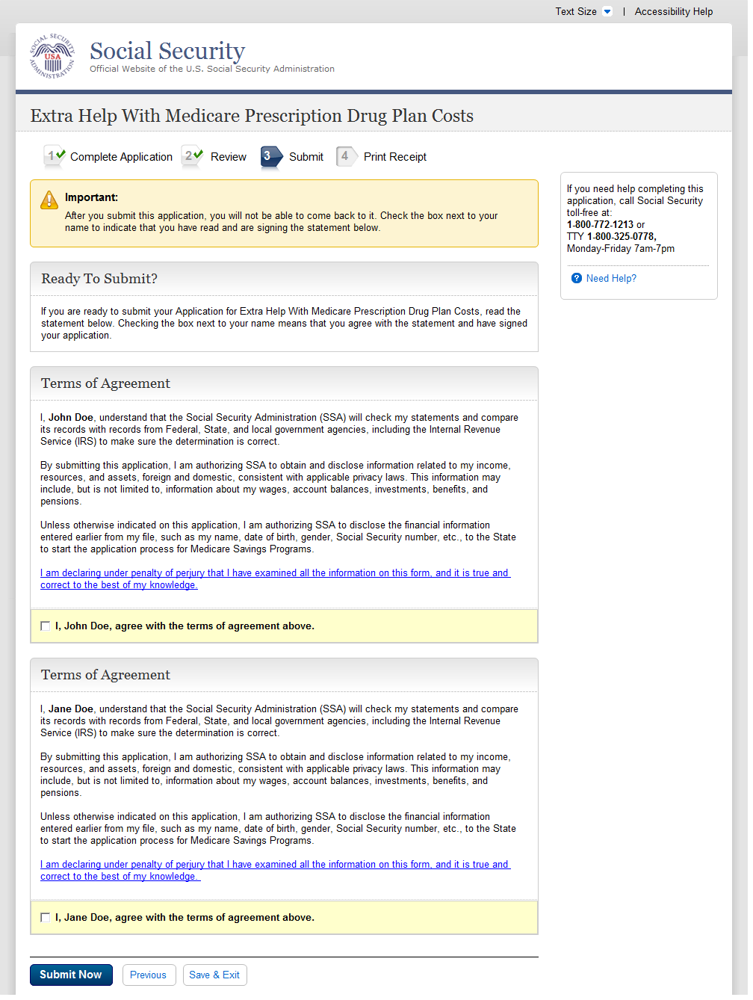 Text Size | Accessibility Help
SOCIAL SECURITY ADMINISTRATION
USA
Social Security
Official Website of the U.S. Social Security Administration
Extra Help With Medicare Prescription Drug Plan Costs
1 Complete Application 2 Review 3 Submit 4 Print Receipt
Important:
After you submit this application, you will not be able to come back to it. Check the box next to your
name to indicate that you have read and are signing the statement below.
If you need help completing this
application, call Social Security
toll-free at:
1-800-772-1213 or
TTY 1-800-325-0778,
Monday-Friday 7am-7pm
? Need Help?
Ready To Submit?
If you are ready to submit your Application for Extra Help With Medicare Prescription Drug Plan Costs, read the
statement below. Checking the box next to your name means that you agree with the statement and have signed
your application.
Terms of Agreement
I, John Doe, understand that the Social Security Administration (SSA) will check my statements and compare
its records with records from Federal, State, and local government agencies, including the Internal Revenue
Service (IRS) to make sure the determination is correct.
By submitting this application, I am authorizing SSA to obtain and disclose information related to my income,
resources, and assets, foreign and domestic, consistent with applicable privacy laws. This information may
include, but is not limited to, information about my wages, account balances, investments, benefits, and
pensions.
Unless otherwise indicated on this application, I am authorizing SSA to disclose the financial information
entered earlier from my file, such as my name, date of birth, gender, Social Security number, etc., to the State
to start the application process for Medicare Savings Programs.
I am declaring under penalty of perjury that I have examined all the information on this form, and it is true and
correct to the best of my knowledge.
I, John Doe, agree with the terms of agreement above.
Terms of Agreement
I, Jane Doe, understand that the Social Security Administration (SSA) will check my statements and compare
its records with records from Federal, State, and local government agencies, including the Internal Revenue
Service (IRS) to make sure the determination is correct.
By submitting this application, I am authorizing SSA to obtain and disclose information related to my income,
resources, and assets, foreign and domestic, consistent with applicable privacy laws. This information may
include, but is not limited to, information about my wages, account balances, investments, benefits, and
pensions.
Unless otherwise indicated on this application, I am authorizing SSA to disclose the financial information
entered earlier from my file, such as my name, date of birth, gender, Social Security number, etc., to the State
to start the application process for Medicare Savings Programs.
I am declaring under penalty of perjury that I have examined all the information on this form, and it is true and
correct to the best of my knowledge.
I, Jane Doe, agree with the terms of agreement above.
Submit Now Previous Save & Exit